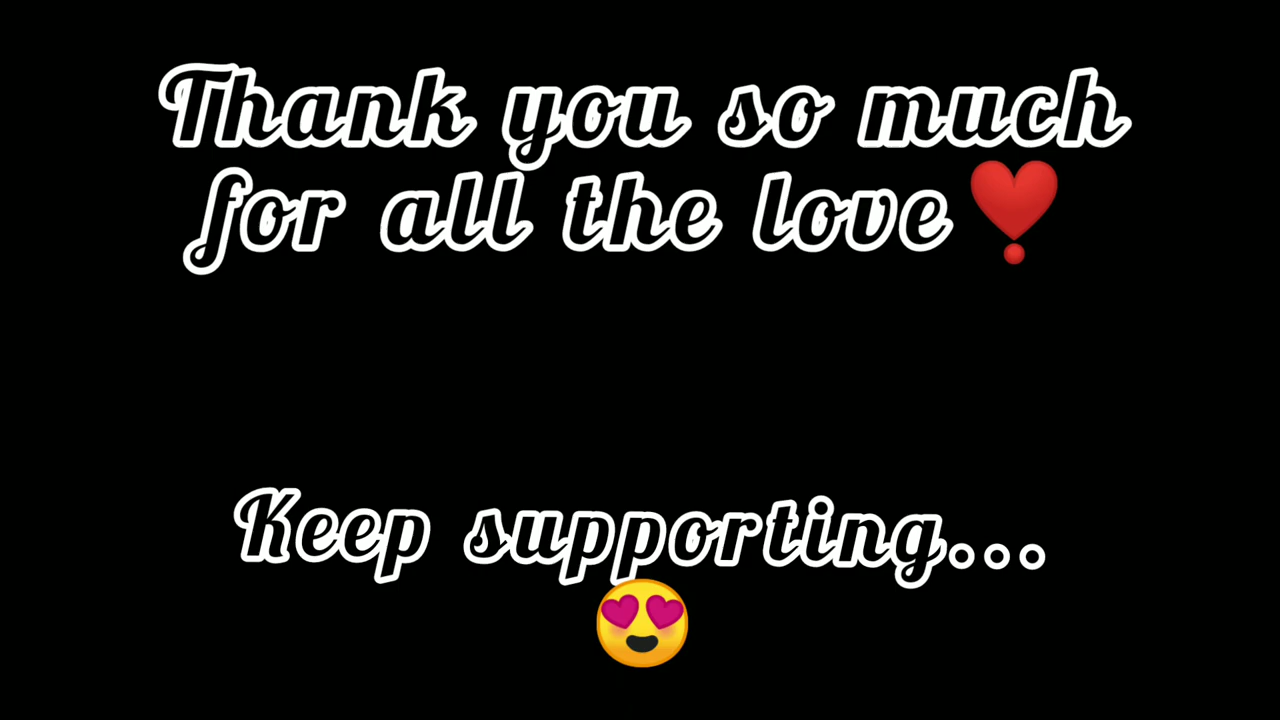 Thank you so much
for all the love❣️
Keep supporting...
😍